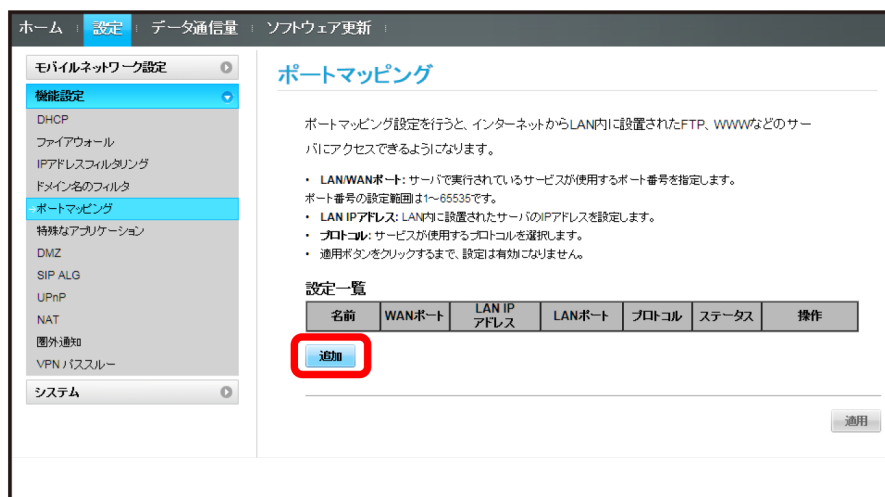 ホーム 設定 データ通信量 ソフトウェア更新
モバイルネットワーク設定
機能設定
DHCP
ファイアウォール
IPアドレスフィルタリング
ドメイン名のフィルタ
ポートマッピング
特殊なアプリケーション
DMZ
SIP ALG
UPnP
NAT
圏外通知
VPN パススルー
システム
ポートマッピング
ポートマッピング設定を行うと、インターネットからLAN内に設置されたFTP、WWWなどのサー
バにアクセスできるようになります。
・ LAN/WANポート: サーバで実行されているサービスが使用するポート番号を指定します。
ポート番号の設定範囲は1～65535です。
・ LAN IPアドレス: LAN内に設置されたサーバのIPアドレスを設定します。
・ プロトコル: サービスが使用するプロトコルを選択します。
・ 適用ボタンをクリックするまで、設定は有効になりません。
設定一覧
名前 WANポート LAN IP アドレス LANポート プロトコル ステータス 操作
追加
適用